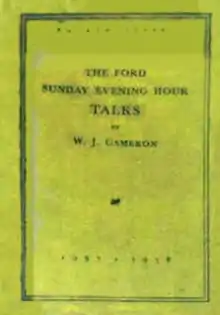 THE FORD
SUNDAY EVENING HOUR
TALKS
BY
W. J. CAMERON